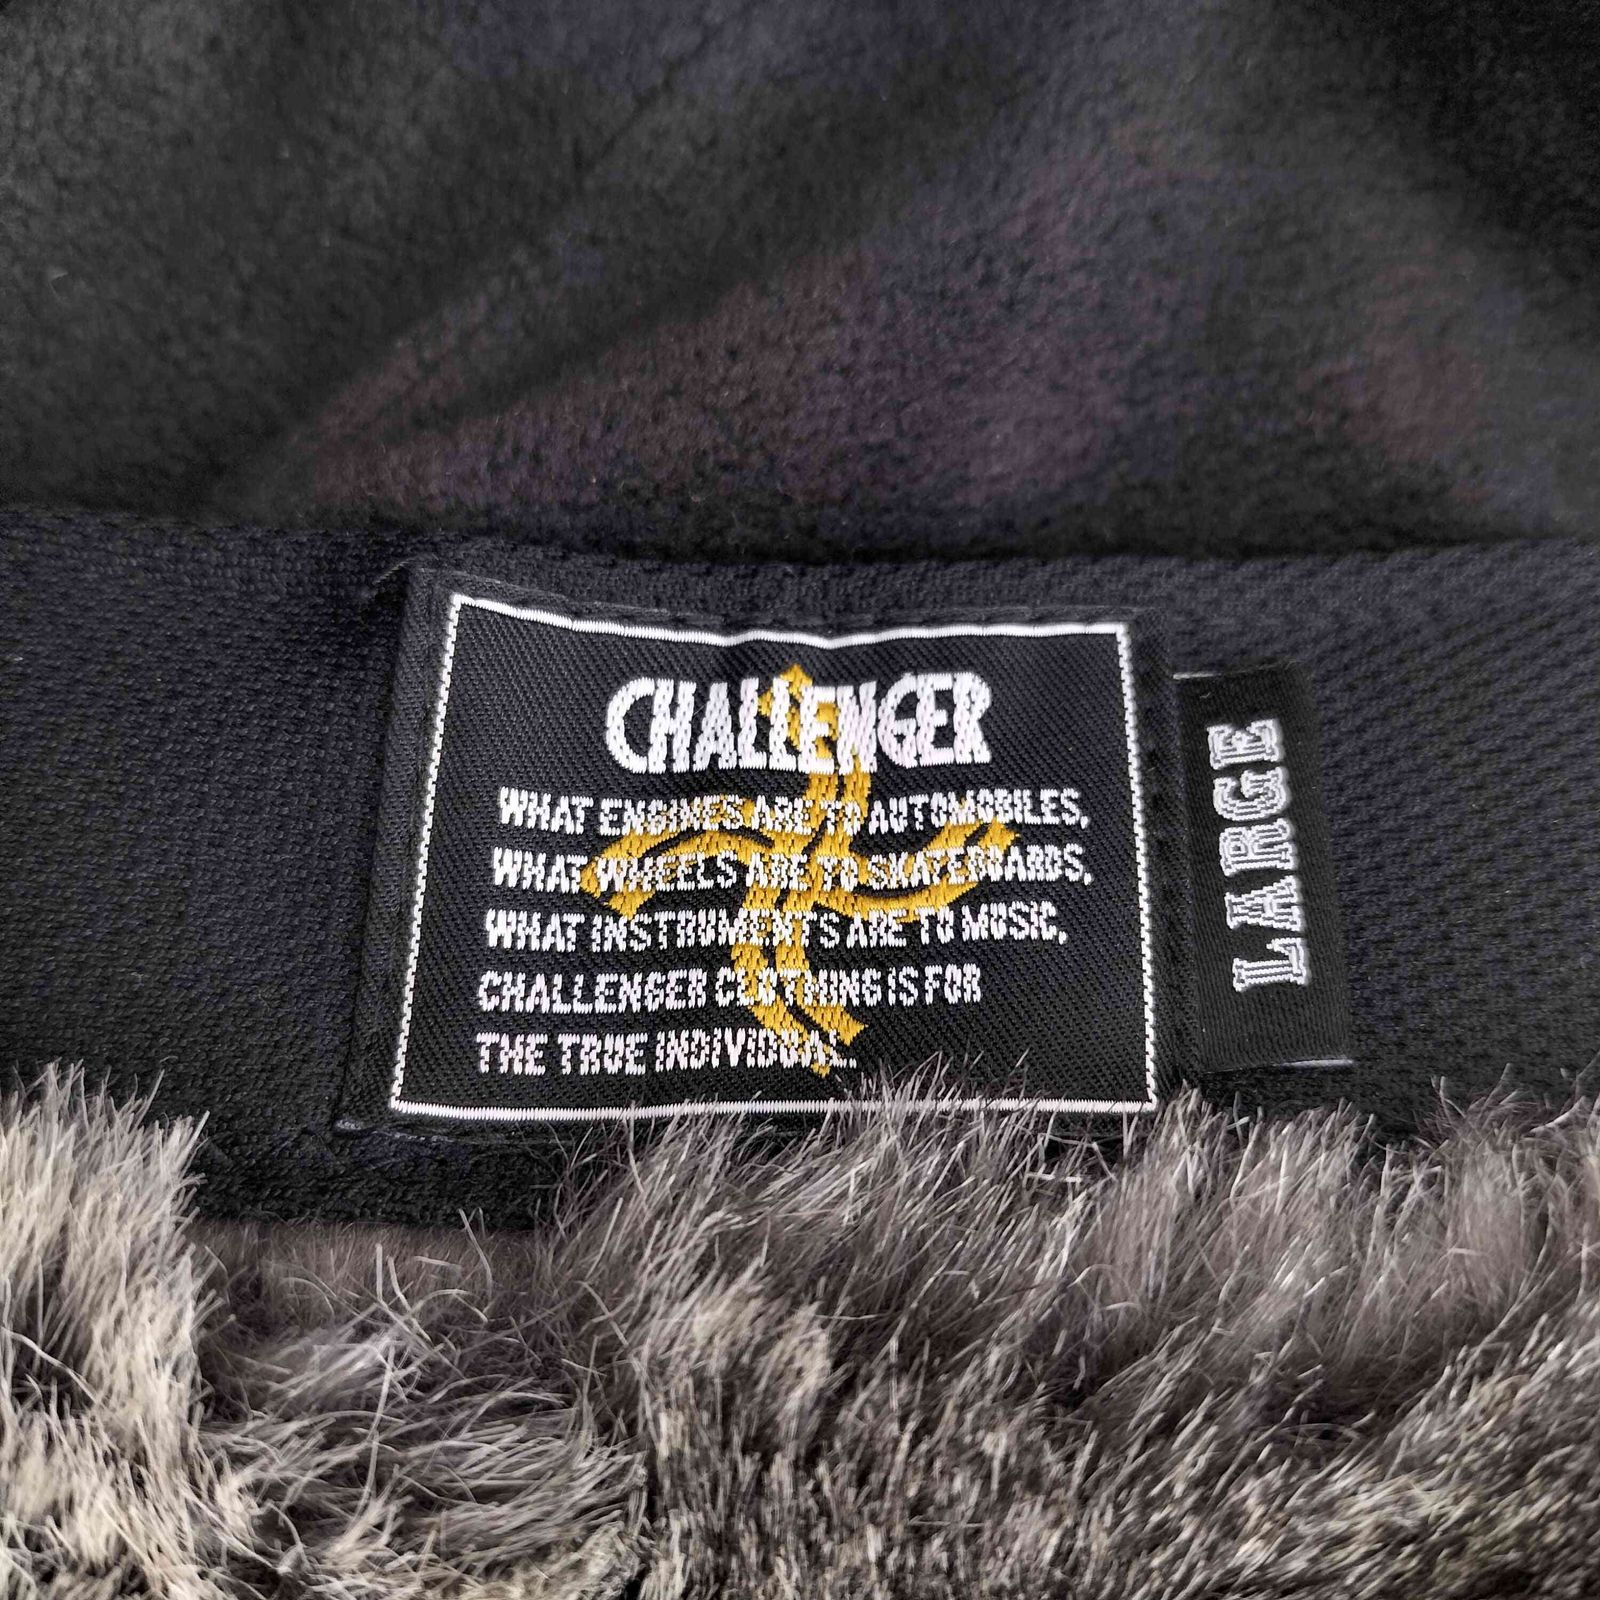 CHALLENGER
WHAT ENGINES ARE TO AUTOMOBILES,
WHAT WHEELS ARE TO SKATEBOARDS,
WHAT INSTRUMENTS ARE TO MUSIC,
CHALLENGER CLOTHING IS FOR
THE TRUE INDIVIDUAL.
LARGE